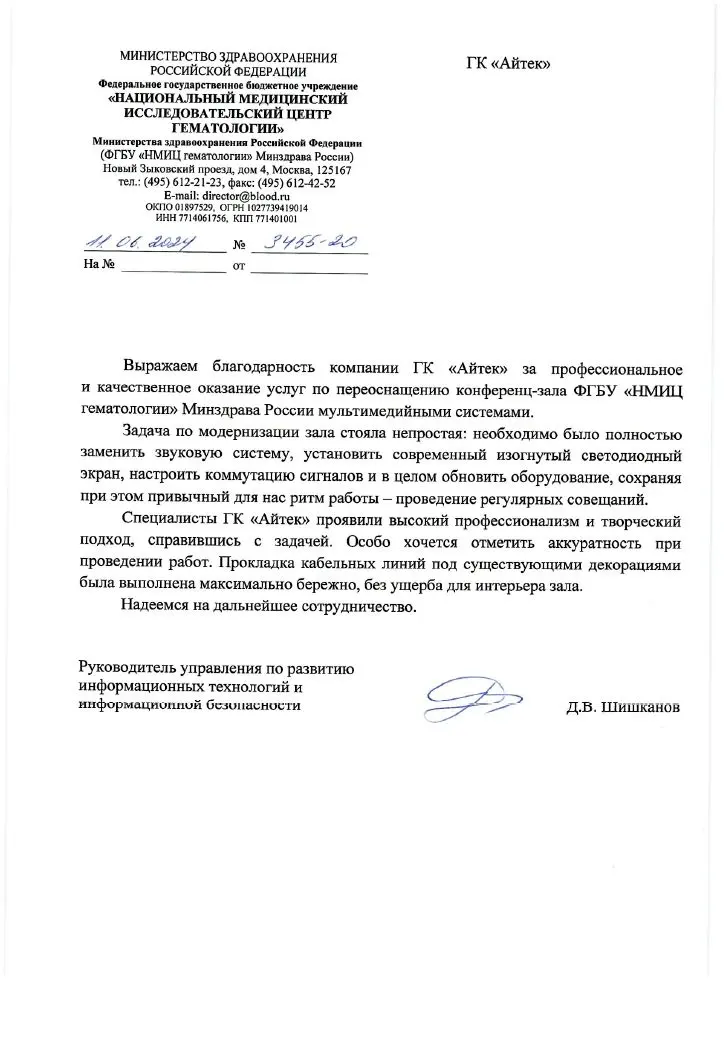 МИНИСТЕРСТВО ЗДРАВООХРАНЕНИЯ
РОССИЙСКОЙ ФЕДЕРАЦИИ
Федеральное государственное бюджетное учреждение
«НАЦИОНАЛЬНЫЙ МЕДИЦИНСКИЙ
ИССЛЕДОВАТЕЛЬСКИЙ ЦЕНТР
ГЕМАТОЛОГИИ»
Министерства здравоохранения Российской Федерации
(ФГБУ «НМИЦ гематологии» Минздрава России)
Новый Зыковский проезд, дом 4, Москва, 125167
тел.: (495) 612-21-23, факс: (495) 612-42-52
E-mail: director@blood.ru
ОКПО 01897529, ОГРН 1027739419014
ИНН 7714061756, КПП 771401001
11.06.2024 № 3455-20
На № ____________ от ____________
ГК «Айтек»
Выражаем благодарность компании ГК «Айтек» за профессиональное
и качественное оказание услуг по переоснащению конференц-зала ФГБУ «НМИЦ
гематологии» Минздрава России мультимедийными системами.
Задача по модернизации зала стояла непростая: необходимо было полностью
заменить звуковую систему, установить современный изогнутый светодиодный
экран, настроить коммутацию сигналов и в целом обновить оборудование, сохраняя
при этом привычный для нас ритм работы – проведение регулярных совещаний.
Специалисты ГК «Айтек» проявили высокий профессионализм и творческий
подход, справившись с задачей. Особо хочется отметить аккуратность при
проведении работ. Прокладка кабельных линий под существующими декорациями
была выполнена максимально бережно, без ущерба для интерьера зала.
Надеемся на дальнейшее сотрудничество.
Руководитель управления по развитию
информационных технологий и
информационной безопасности
Д.В. Шишканов